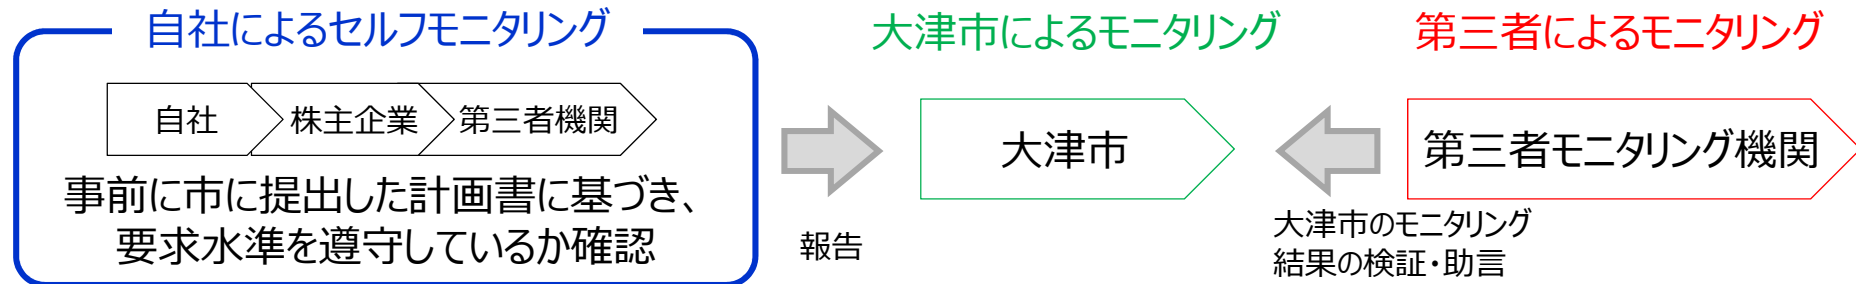 自社によるセルフモニタリング
自社
株主企業
第三者機関
事前に市に提出した計画書に基づき、
要求水準を遵守しているか確認
報告
大津市によるモニタリング
大津市
第三者によるモニタリング
第三者モニタリング機関
大津市のモニタリング
結果の検証・助言